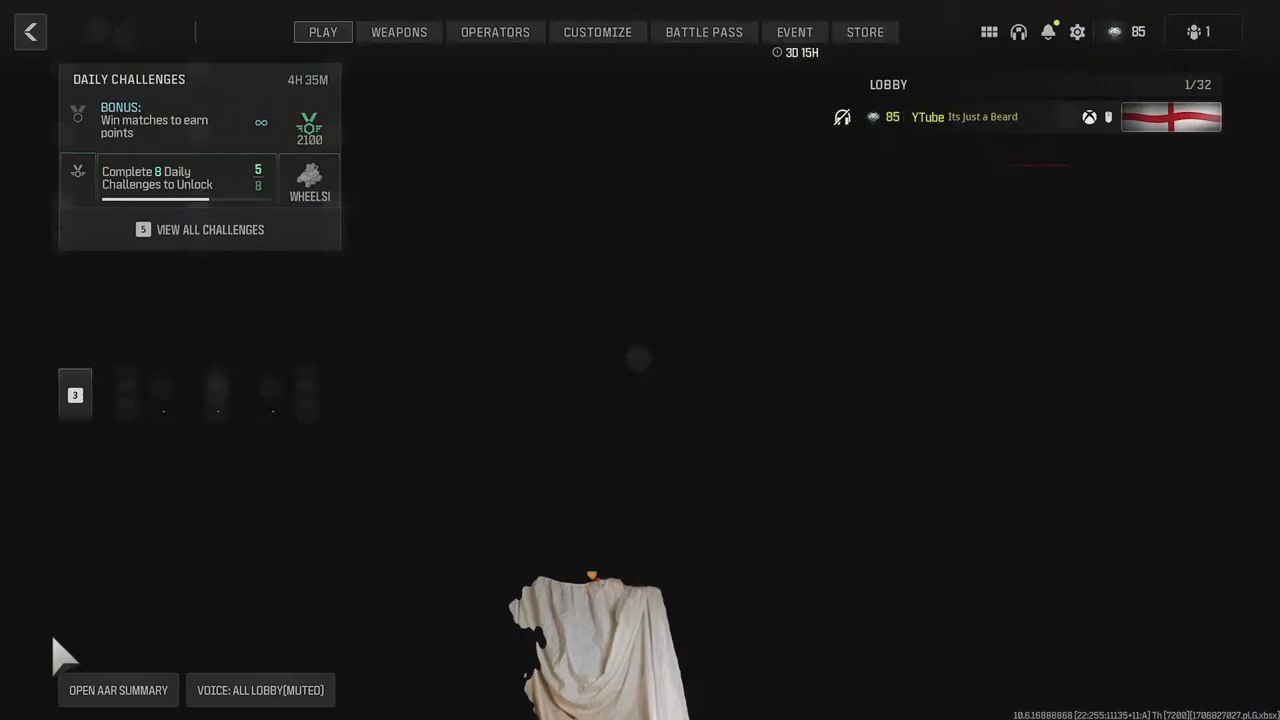 PLAY
WEAPONS
OPERATORS
CUSTOMIZE
BATTLE PASS
EVENT
STORE
85
1
3D 15H
DAILY CHALLENGES
4H 35M
BONUS:
Win matches to earn
points
∞
2100
Complete 8 Daily
Challenges to Unlock
5
8
WHEELS
5 VIEW ALL CHALLENGES
LOBBY
1/32
85 YTube Its Just a Beard
3
OPEN AAR SUMMARY
VOICE: ALL LOBBY(MUTED)